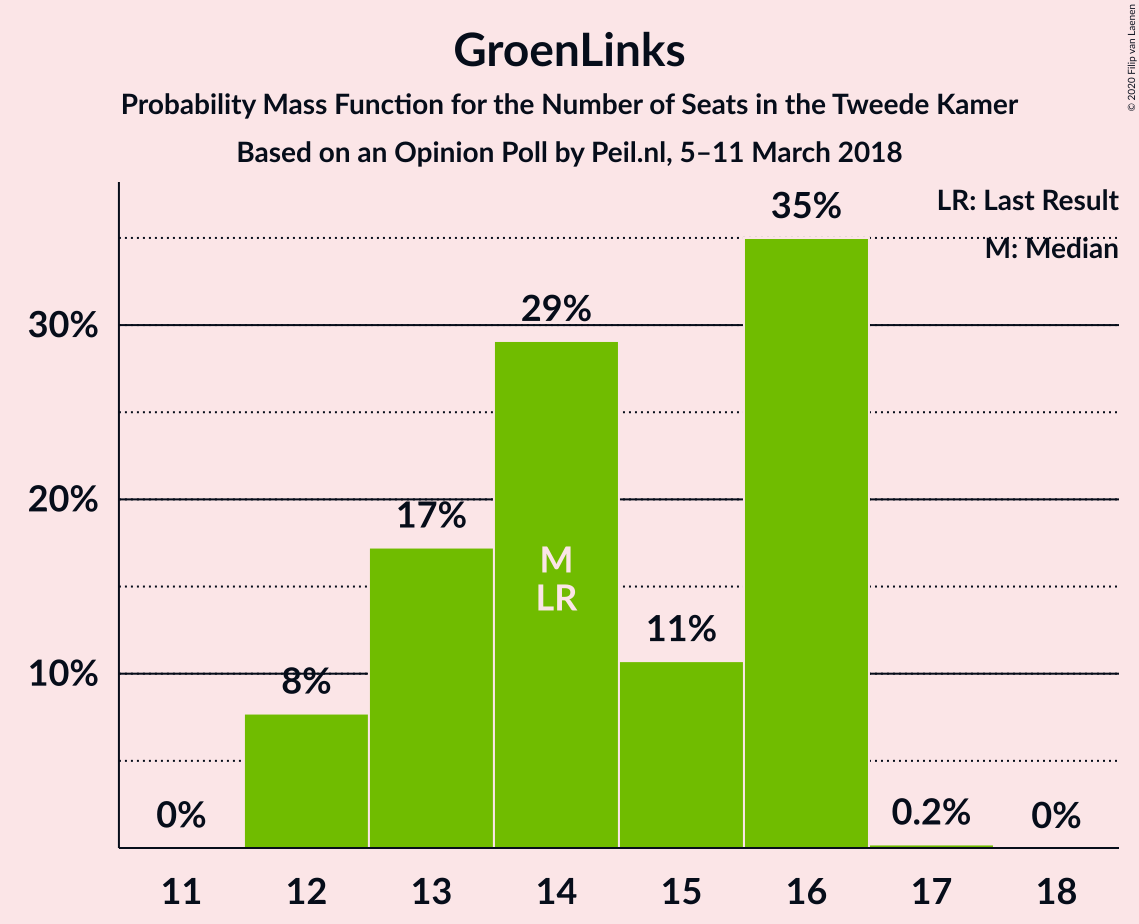 GroenLinks
Probability Mass Function for the Number of Seats in the Tweede Kamer
Based on an Opinion Poll by Peil.nl, 5–11 March 2018
© 2020 Filip van Laenen
LR: Last Result
M: Median
30%
20%
10%
0%
8%
17%
29%
M
LR
11%
35%
0.2%
0%
11
12
13
14
15
16
17
18